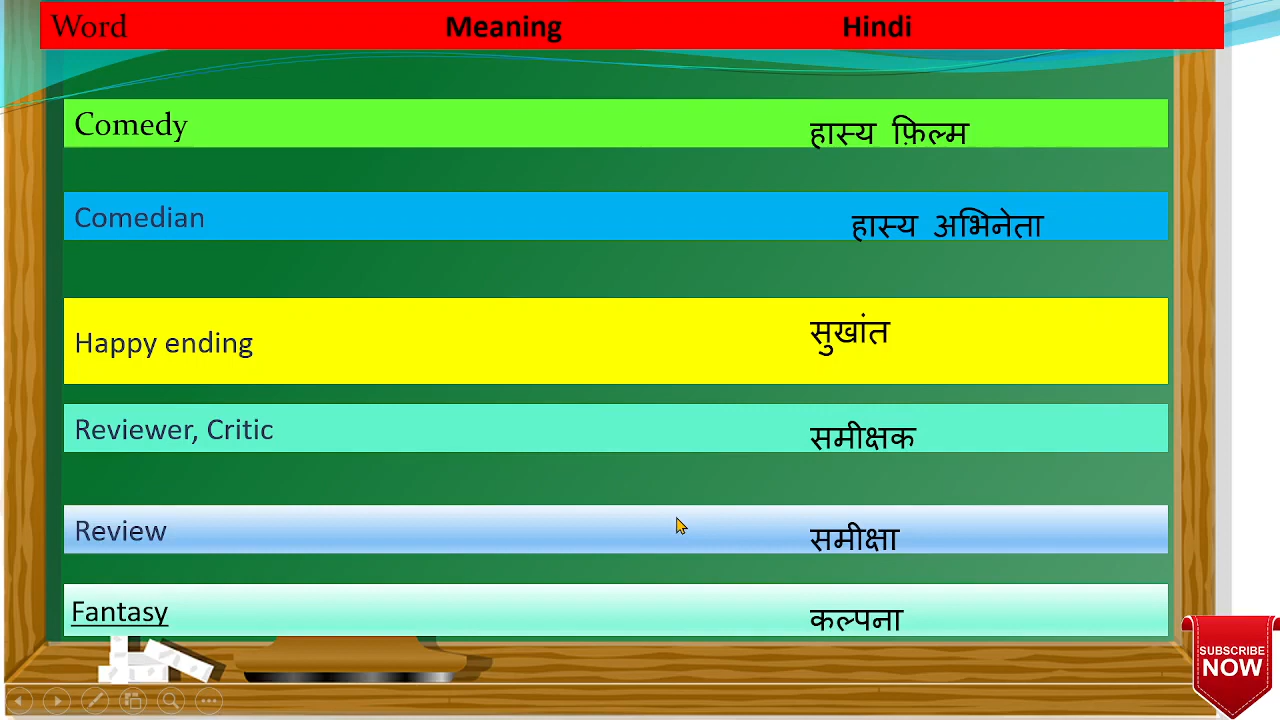 Word Meaning Hindi
Comedy हास्य फ़िल्म
Comedian हास्य अभिनेता
Happy ending सुखांत
Reviewer, Critic समीक्षक
Review समीक्षा
Fantasy कल्पना
SUBSCRIBE
NOW